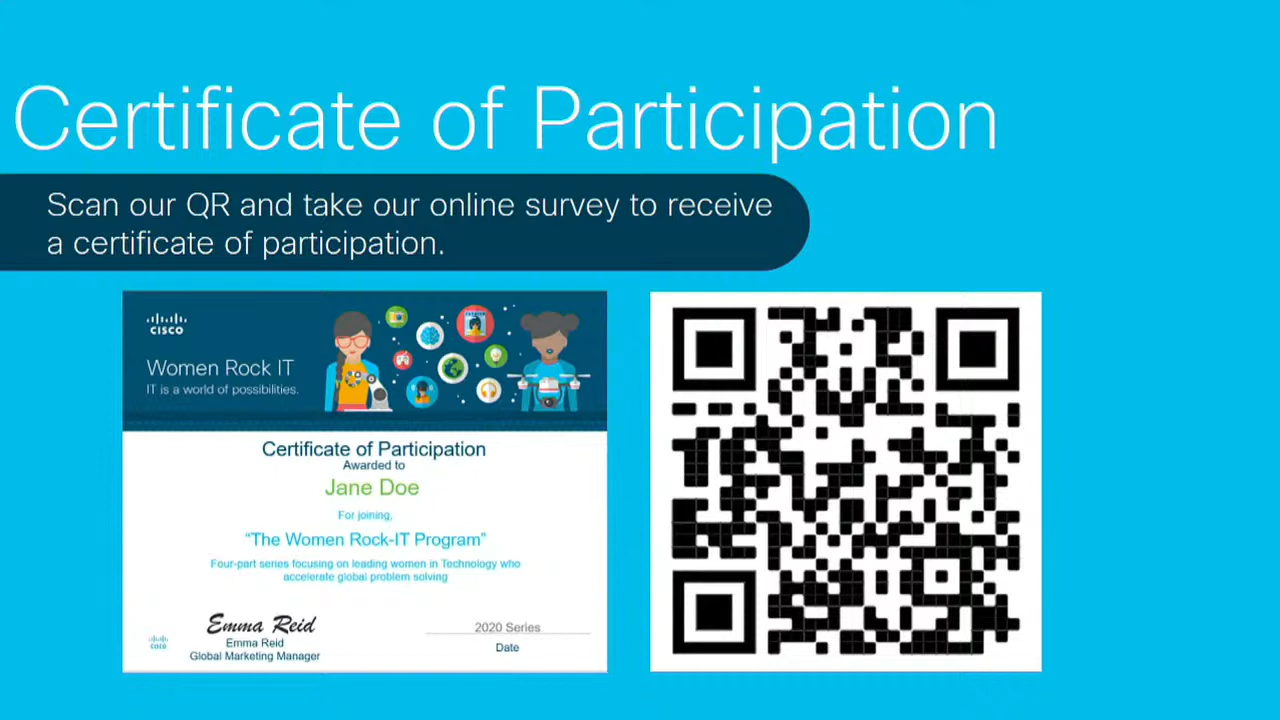 Certificate of Participation
Scan our QR and take our online survey to receive
a certificate of participation.
CISCO
Women Rock IT
IT is a world of possibilities.
Certificate of Participation
Awarded to
Jane Doe
For joining,
“The Women Rock-IT Program”
Four-part series focusing on leading women in Technology who
accelerate global problem solving
Emma Reid
Emma Reid
Global Marketing Manager
2020 Series
Date
CISCO